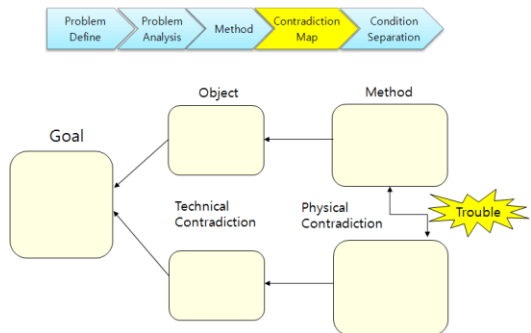 Problem
Define
Problem
Analysis
Method
Contradiction
Map
Condition
Separation
Object
Method
Goal
Technical
Contradiction
Physical
Contradiction
Trouble